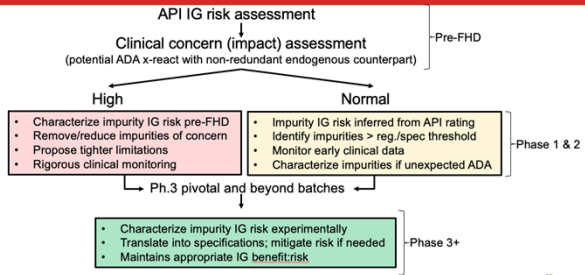 API IG risk assessment
Pre-FHD
Clinical concern (impact) assessment
(potential ADA x-react with non-redundant endogenous counterpart)
High
Normal
• Characterize impurity IG risk pre-FHD
• Remove/reduce impurities of concern
• Propose tighter limitations
• Rigorous clinical monitoring
• Impurity IG risk inferred from API rating
• Identify impurities > reg./spec threshold
• Monitor early clinical data
• Characterize impurities if unexpected ADA
Phase 1 & 2
Ph.3 pivotal and beyond batches
• Characterize impurity IG risk experimentally
• Translate into specifications; mitigate risk if needed
• Maintains appropriate IG benefit:risk
Phase 3+